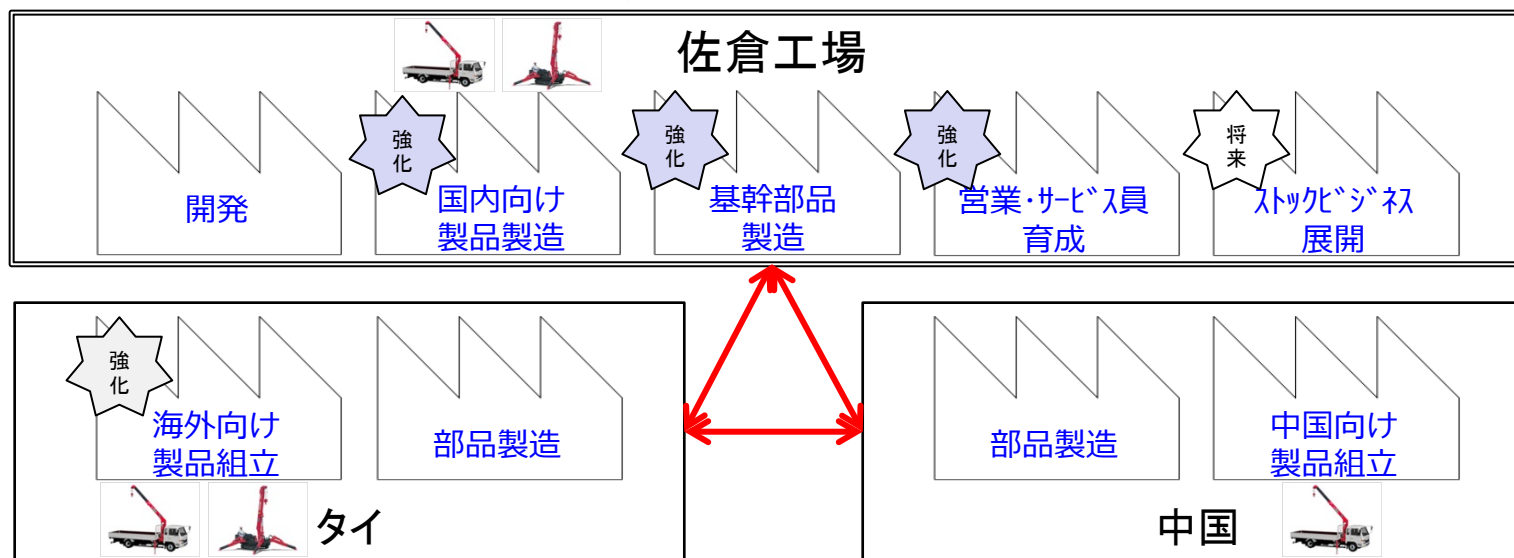 佐倉工場
強
化
強
化
強
化
将
来
開発
国内向け
製品製造
基幹部品
製造
営業･ｻｰﾋﾞｽ員
育成
ｽﾄｯｸﾋﾞｼﾞﾈｽ
展開
強
化
海外向け
製品組立
部品製造
タイ
部品製造
中国向け
製品組立
中国